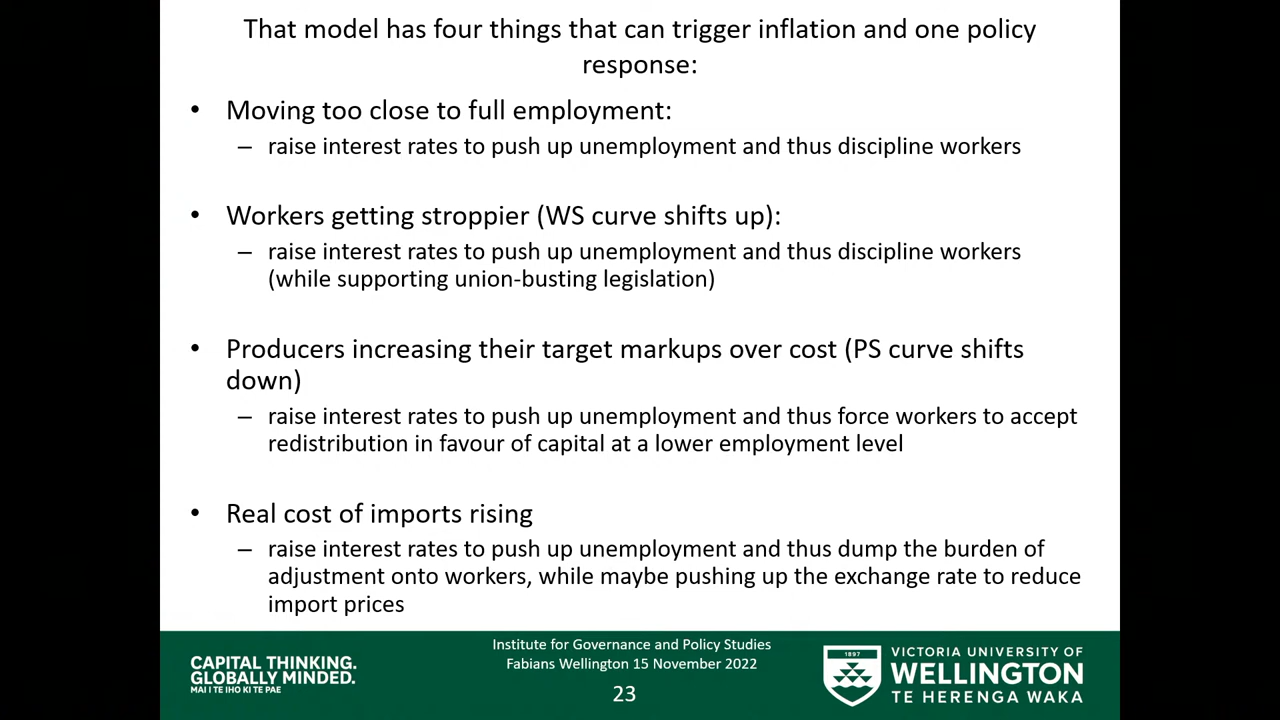 That model has four things that can trigger inflation and one policy
response:
• Moving too close to full employment:
– raise interest rates to push up unemployment and thus discipline workers
• Workers getting stroppier (WS curve shifts up):
– raise interest rates to push up unemployment and thus discipline workers
(while supporting union-busting legislation)
• Producers increasing their target markups over cost (PS curve shifts
down)
– raise interest rates to push up unemployment and thus force workers to accept
redistribution in favour of capital at a lower employment level
• Real cost of imports rising
– raise interest rates to push up unemployment and thus dump the burden of
adjustment onto workers, while maybe pushing up the exchange rate to reduce
import prices
CAPITAL THINKING.
GLOBALLY MINDED.
MAI I TE IHO KI TE PAE
Institute for Governance and Policy Studies
Fabians Wellington 15 November 2022
23
1897
VICTORIA UNIVERSITY OF
WELLINGTON
TE HERENGA WAKA